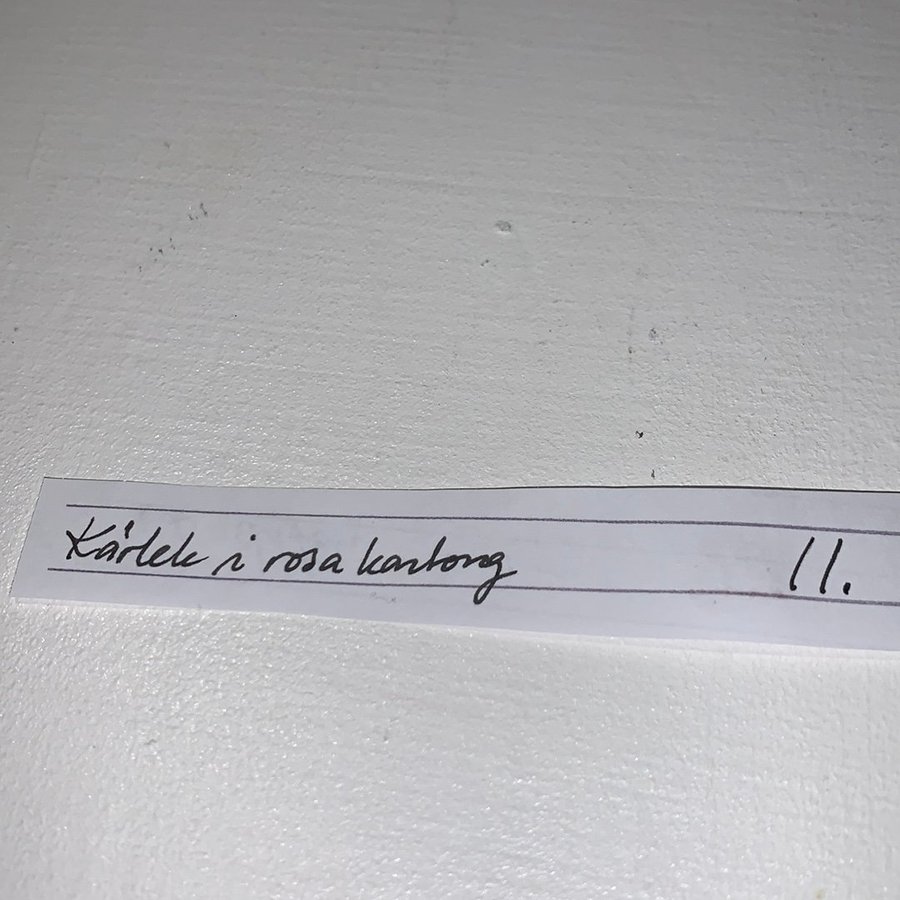 Kärlek i rosa kartong 11.